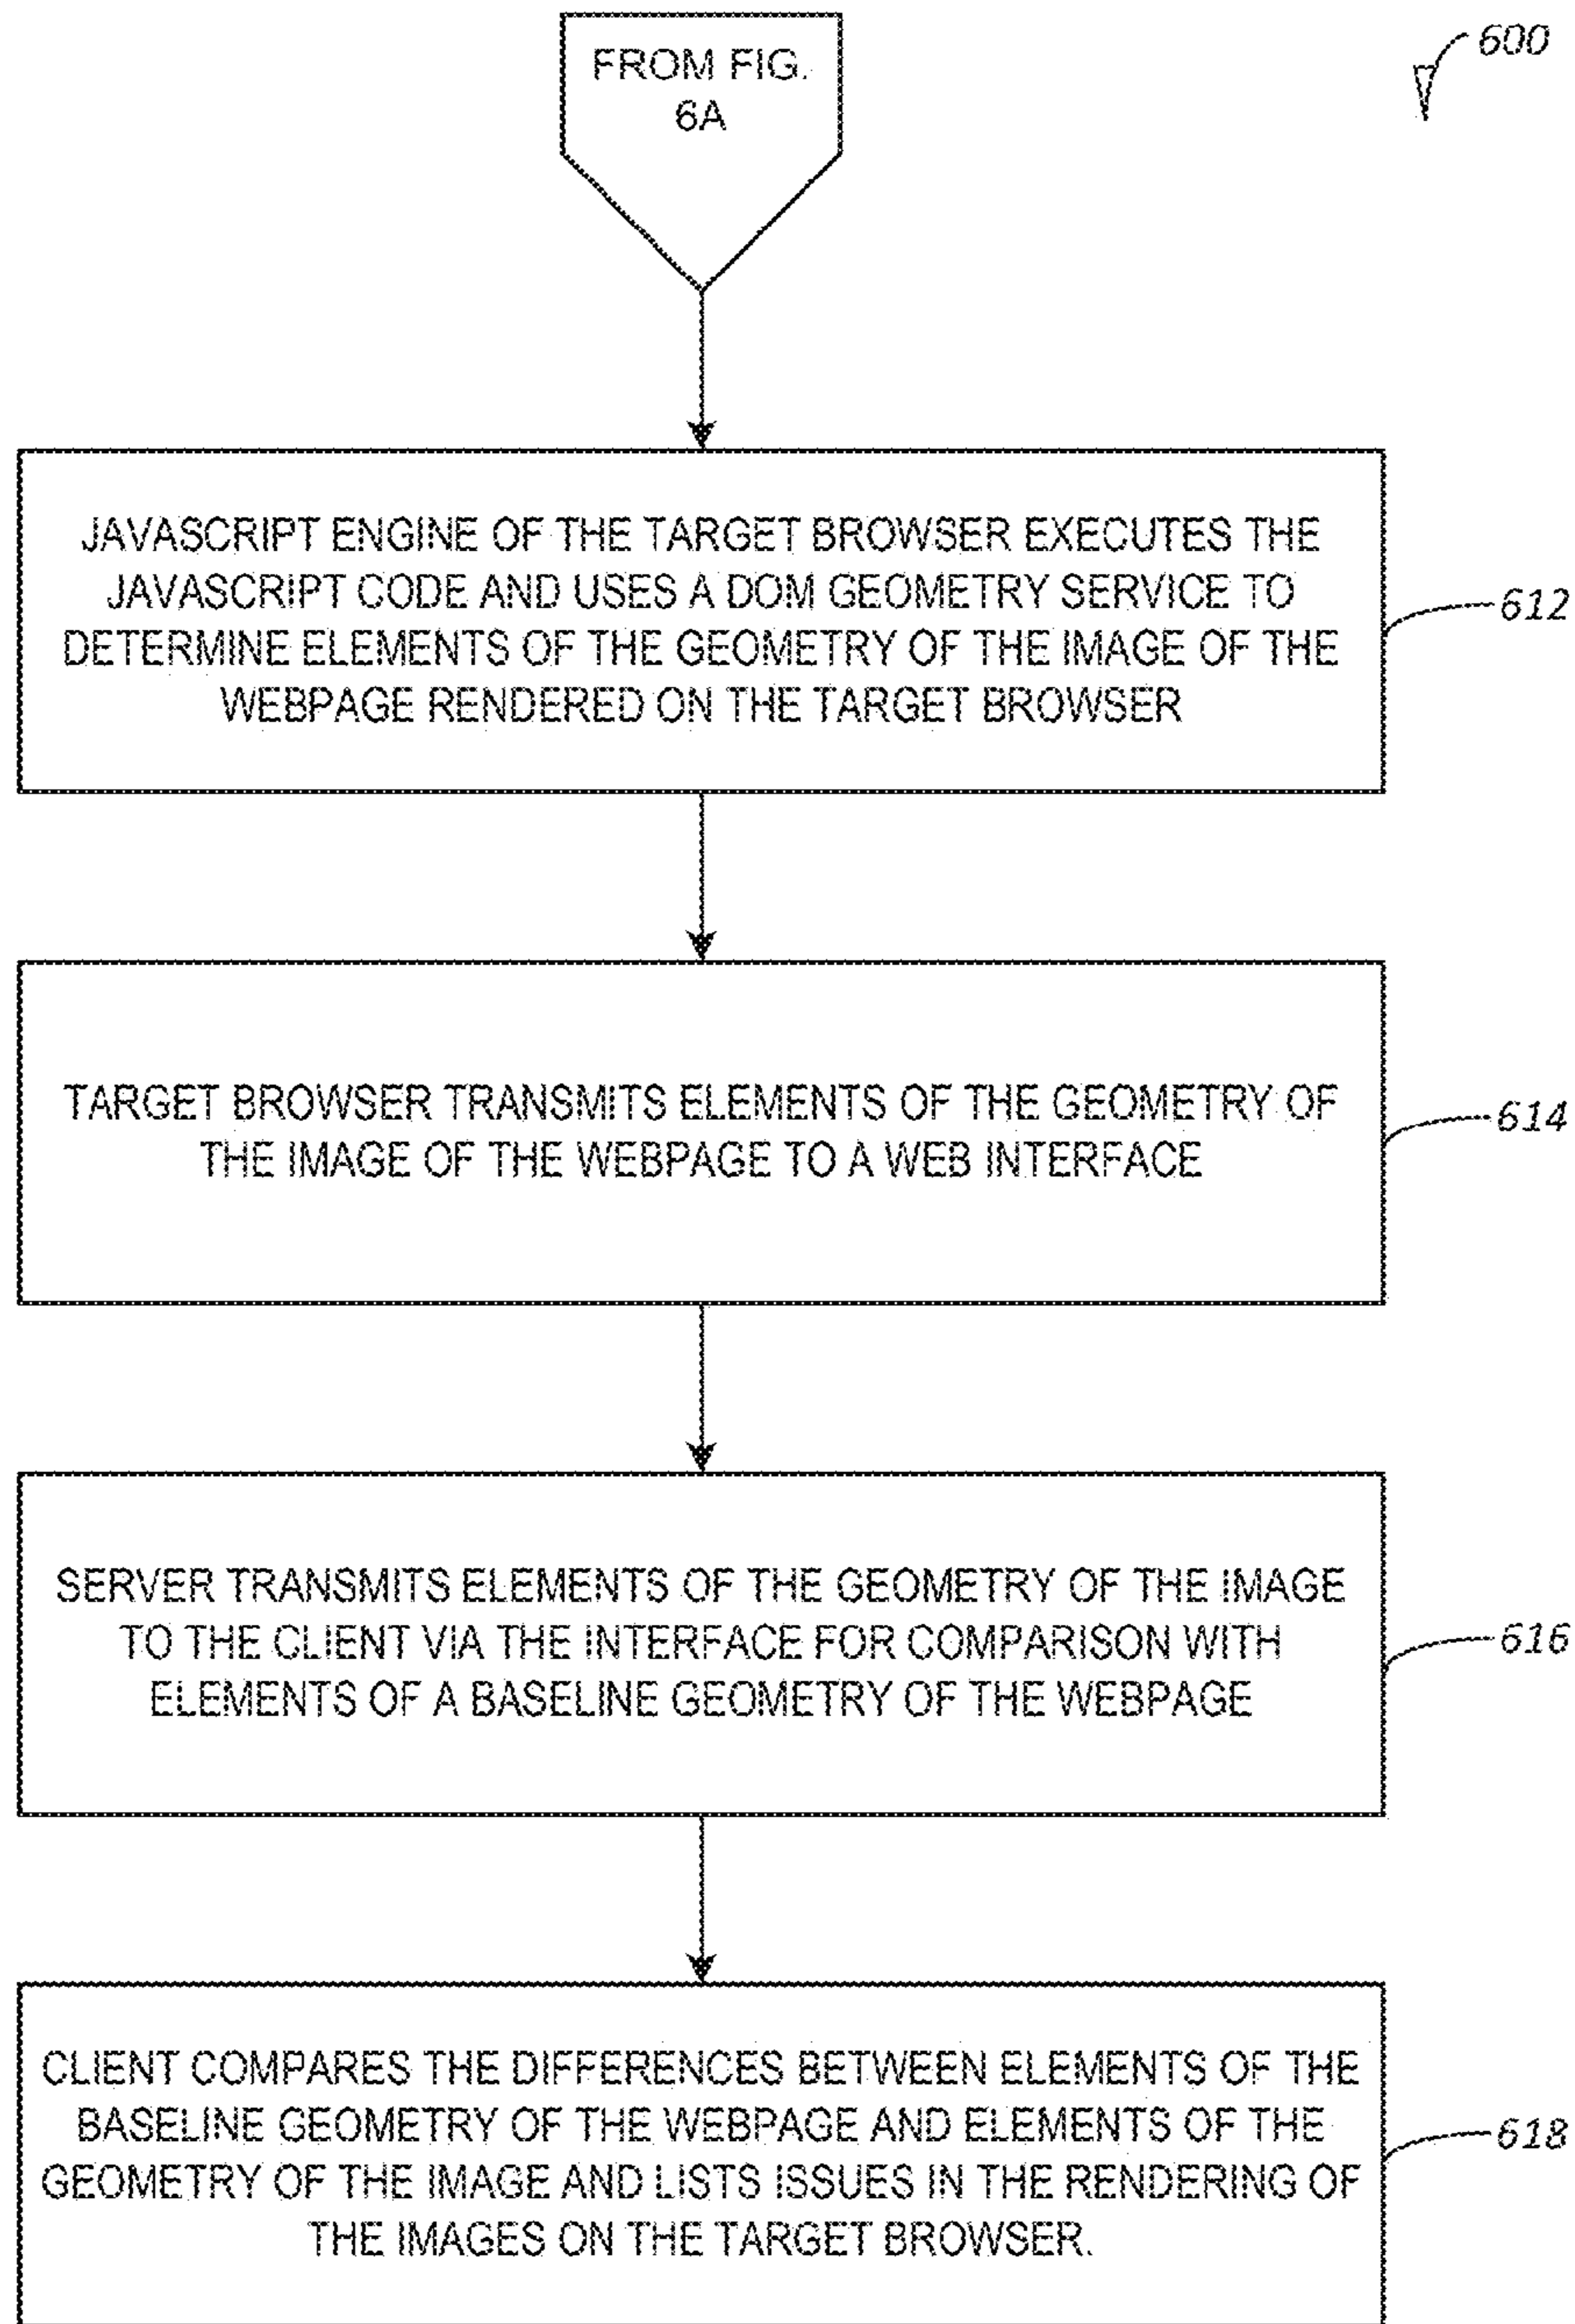 FROM FIG.
6A
600
JAVASCRIPT ENGINE OF THE TARGET BROWSER EXECUTES THE
JAVASCRIPT CODE AND USES A DOM GEOMETRY SERVICE TO
DETERMINE ELEMENTS OF THE GEOMETRY OF THE IMAGE OF THE
WEBPAGE RENDERED ON THE TARGET BROWSER
612
TARGET BROWSER TRANSMITS ELEMENTS OF THE GEOMETRY OF
THE IMAGE OF THE WEBPAGE TO A WEB INTERFACE
614
SERVER TRANSMITS ELEMENTS OF THE GEOMETRY OF THE IMAGE
TO THE CLIENT VIA THE INTERFACE FOR COMPARISON WITH
ELEMENTS OF A BASELINE GEOMETRY OF THE WEBPAGE
616
CLIENT COMPARES THE DIFFERENCES BETWEEN ELEMENTS OF THE
BASELINE GEOMETRY OF THE WEBPAGE AND ELEMENTS OF THE
GEOMETRY OF THE IMAGE AND LISTS ISSUES IN THE RENDERING OF
THE IMAGES ON THE TARGET BROWSER.
618